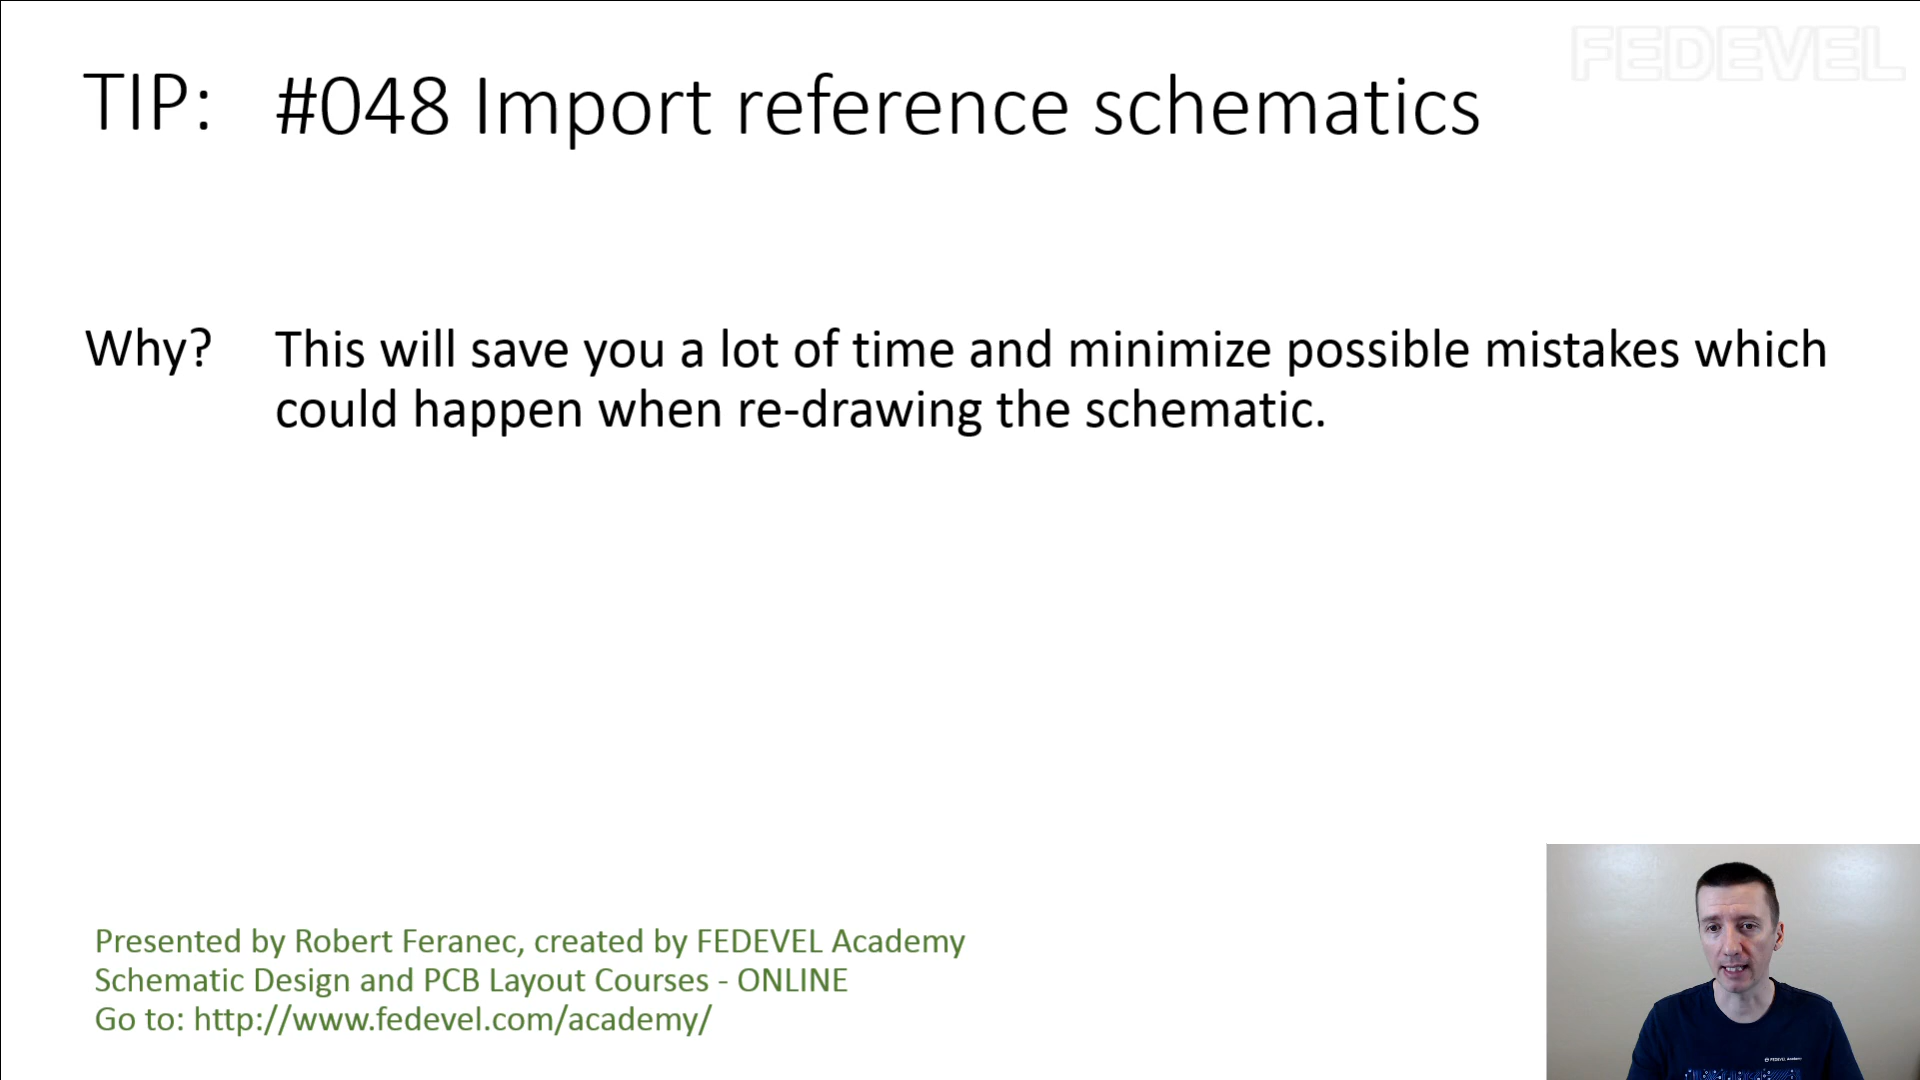 FEDEVEL
TIP: #048 Import reference schematics
Why? This will save you a lot of time and minimize possible mistakes which
could happen when re-drawing the schematic.
Presented by Robert Feranec, created by FEDEVEL Academy
Schematic Design and PCB Layout Courses - ONLINE
Go to: http://www.fedevel.com/academy/
FEDEVEL Academy